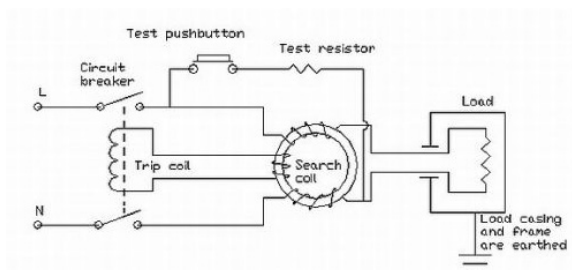 Test pushbutton
Test resistor
Circuit
breaker
L
Load
Trip coil
Search
coil
N
Load casing
and frame
are earthed